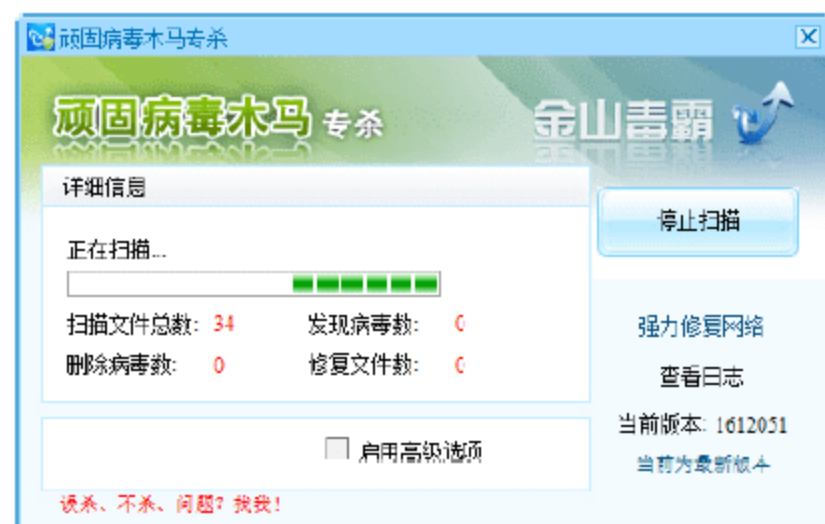 顽固病毒木马专杀
顽固病毒木马 专杀
金山毒霸
详细信息
停止扫描
正在扫描...
扫描文件总数: 34
发现病毒数: 0
删除病毒数: 0
修复文件数: 0
强力修复网络
查看日志
当前版本: 1612051
当前为最新版本
启用高级选项
误杀、不杀、问题? 找我!